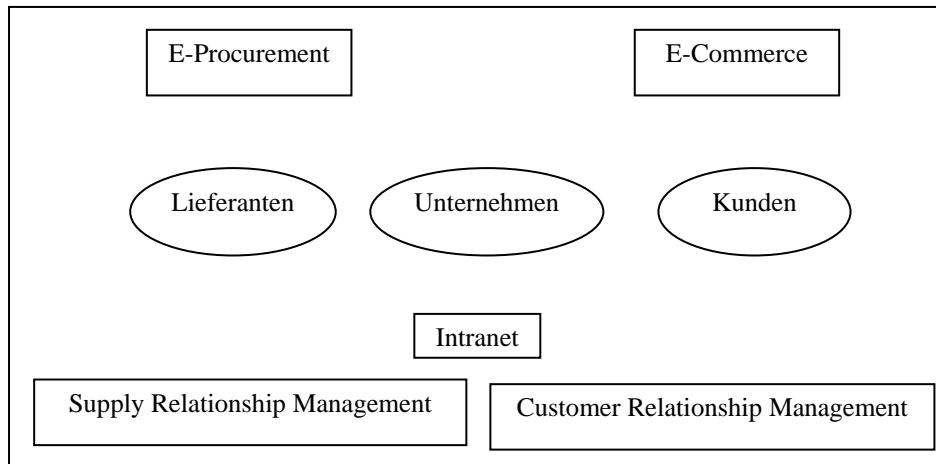 E-Procurement
E-Commerce
Lieferanten
Unternehmen
Kunden
Intranet
Supply Relationship Management
Customer Relationship Management